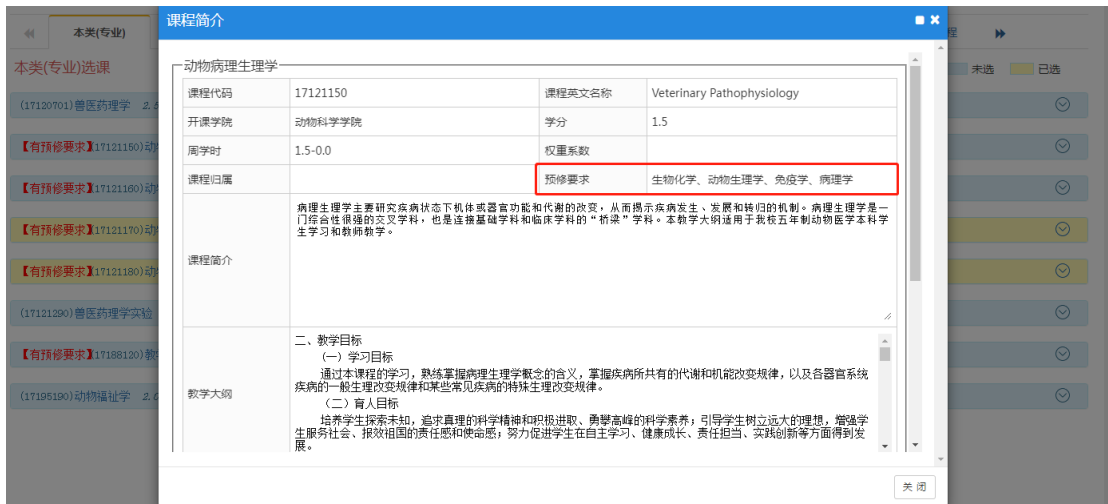 课程简介
本类(专业)
程
本类(专业)选课
未选 已选
(17120701)兽医药理学 2.
【有预修要求】(17121150)动
【有预修要求】(17121160)动
【有预修要求】(17121170)动
【有预修要求】(17121180)动
(17121290)兽医药理学实验
【有预修要求】(17188120)教
(17195190)动物福祉学 2.
动物病理生理学
课程代码 17121150 课程英文名称 Veterinary Pathophysiology
开课学院 动物科学学院 学分 1.5
周学时 1.5-0.0 权重系数
课程归属 预修要求 生物化学、动物生理学、免疫学、病理学
课程简介
病理生理学主要研究疾病状态下机体或器官功能和代谢的改变，从而揭示疾病发生、发展和转归的机制。病理生理学是一
门综合性很强的交叉学科，也是连接基础学科和临床学科的“桥梁”学科。本教学大纲适用于我校五年制动物医学本科学
生学习和教师教学。
教学大纲
二、教学目标
(一) 学习目标
通过本课程的学习，熟练掌握病理生理学概念的含义，掌握疾病所共有的代谢和机能改变规律，以及各器官系统
疾病的一般生理改变规律和某些常见疾病的特殊生理改变规律。
(二) 育人目标
培养学生探索未知，追求真理的科学精神和积极进取、勇攀高峰的科学素养；引导学生树立远大的理想，增强学
生服务社会、报效祖国的责任感和使命感；努力促进学生在自主学习、健康成长、责任担当、实践创新等方面得到发
展。
关闭